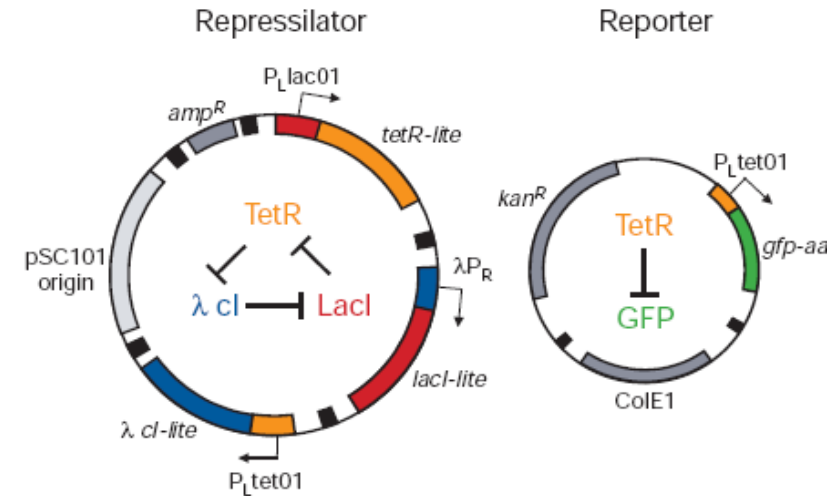 Repressilator
Reporter
PLlac01
ampR
tetR-lite
TetR
pSC101
origin
λ cI
LacI
λPR
lacI-lite
λ cI-lite
PLtet01
PLtet01
kanR
TetR
gfp-aa
GFP
ColE1